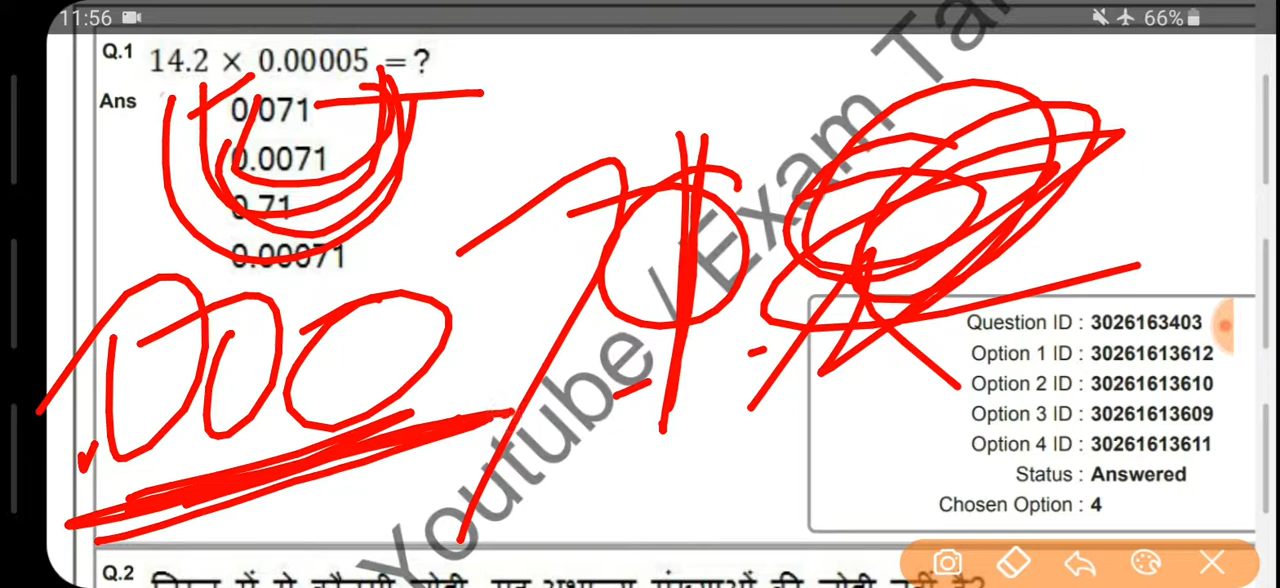 11:56 66%
Q.1 14.2 × 0.00005 = ?
Ans 0.071
0.0071
0.71
0.00071
.000 71
Youtube / Exam
Question ID : 3026163403
Option 1 ID : 30261613612
Option 2 ID : 30261613610
Option 3 ID : 30261613609
Option 4 ID : 30261613611
Status : Answered
Chosen Option : 4
Q.2